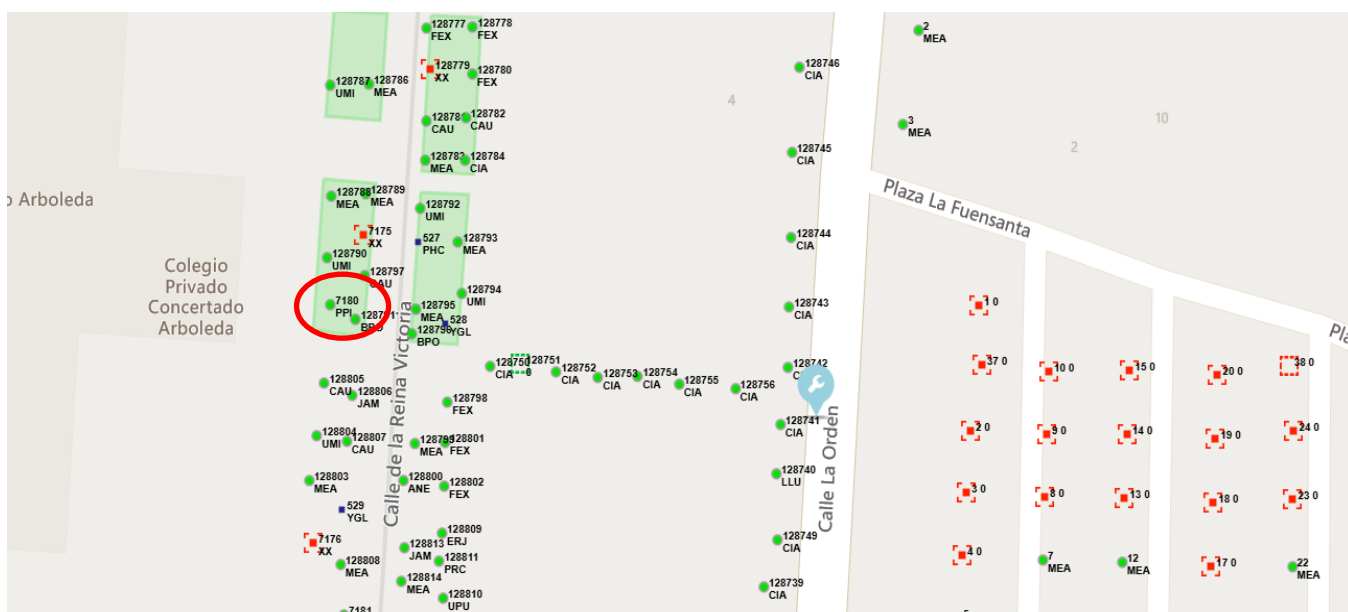 128777
FEX
128778
FEX
128779
XX
128780
FEX
128787
UMI
128786
MEA
CAU
128782
CAU
128783
MEA
128784
CIA
128746
CIA
2
MEA
4
3
MEA
10
2
128745
CIA
o Arboleda
128788
MEA
128789
MEA
128792
UMI
7175
XX
527
PHC
128793
MEA
128790
UMI
128797
CAU
128744
CIA
Plaza La Fuensanta
Colegio
Privado
Concertado
Arboleda
7180
PPI
BPO
128794
UMI
128795
MEA
528
YGL
BPO
128743
CIA
1 0
Calle de la Reina Victoria
128750
CIA
128751
0
128752
CIA
128753
CIA
128754
CIA
128755
CIA
128756
CIA
128742
37 0
10 0
15 0
20 0
38 0
Pla
128805
CAU
128806
JAM
128798
FEX
128741
CIA
Calle La Orden
128804
UMI
128807
CAU
128799
MEA
128801
FEX
2 0
9 0
14 0
19 0
24 0
128803
MEA
128800
ANE
128802
FEX
128740
LLU
3 0
8 0
13 0
18 0
23 0
529
YGL
7176
XX
128808
MEA
128813
JAM
128809
ERJ
128811
PRC
128749
CIA
4 0
7
MEA
12
MEA
17 0
22
MEA
128814
MEA
128810
UPU
128739
CIA
7181